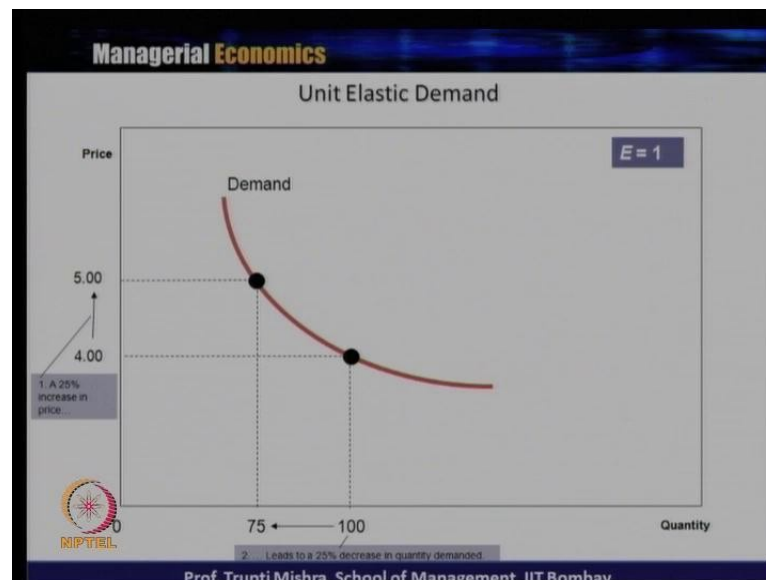 Managerial Economics
Unit Elastic Demand
Price
E = 1
Demand
5.00
4.00
1. A 25%
increase in
price...
0
75
100
Quantity
2. ... Leads to a 25% decrease in quantity demanded.
NPTEL
Prof. Trupti Mishra, School of Management, IIT Bombay